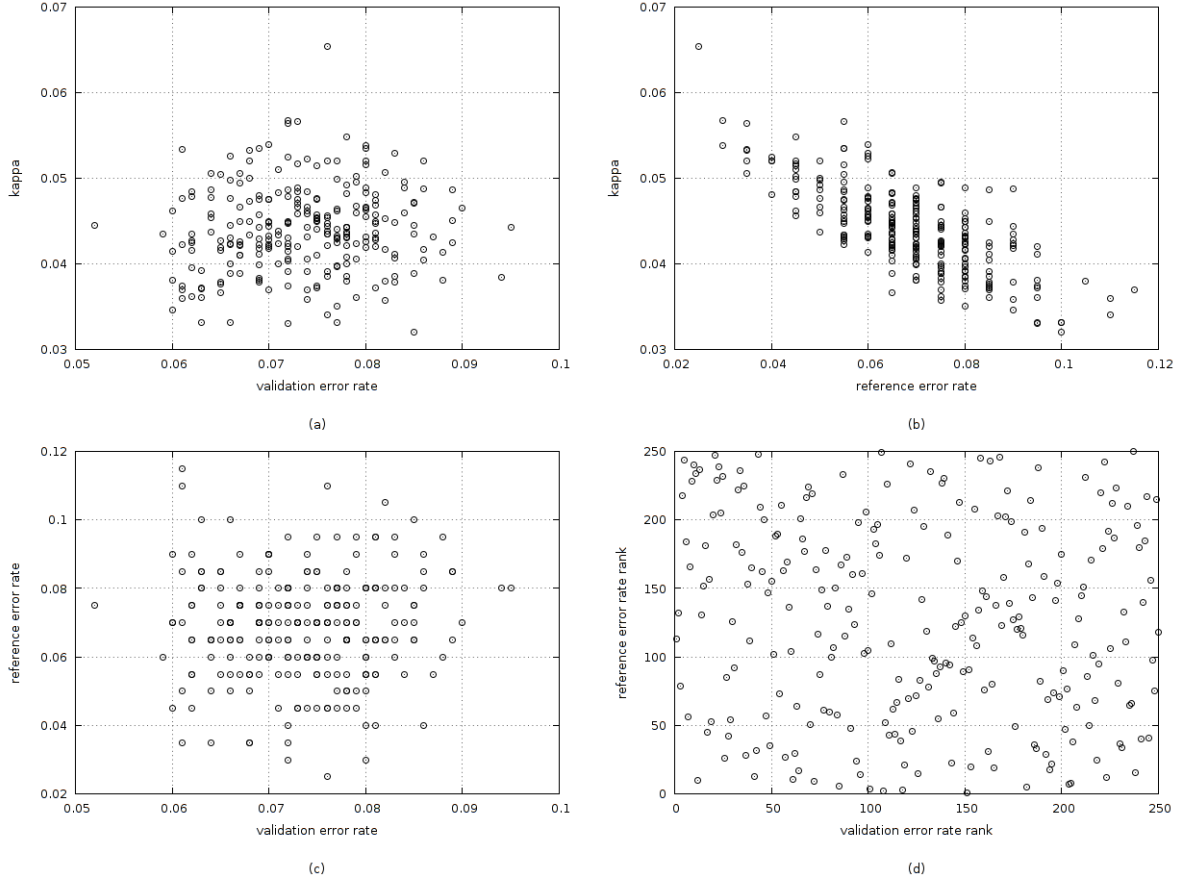 0.07
0.06
0.05
0.04
0.03
kappa
0.05 0.06 0.07 0.08 0.09 0.1
validation error rate
(a)
0.07
0.06
0.05
0.04
0.03
kappa
0.02 0.04 0.06 0.08 0.1 0.12
reference error rate
(b)
0.12
0.1
0.08
0.06
0.04
0.02
reference error rate
0.05 0.06 0.07 0.08 0.09 0.1
validation error rate
(c)
250
200
150
100
50
0
reference error rate rank
0 50 100 150 200 250
validation error rate rank
(d)